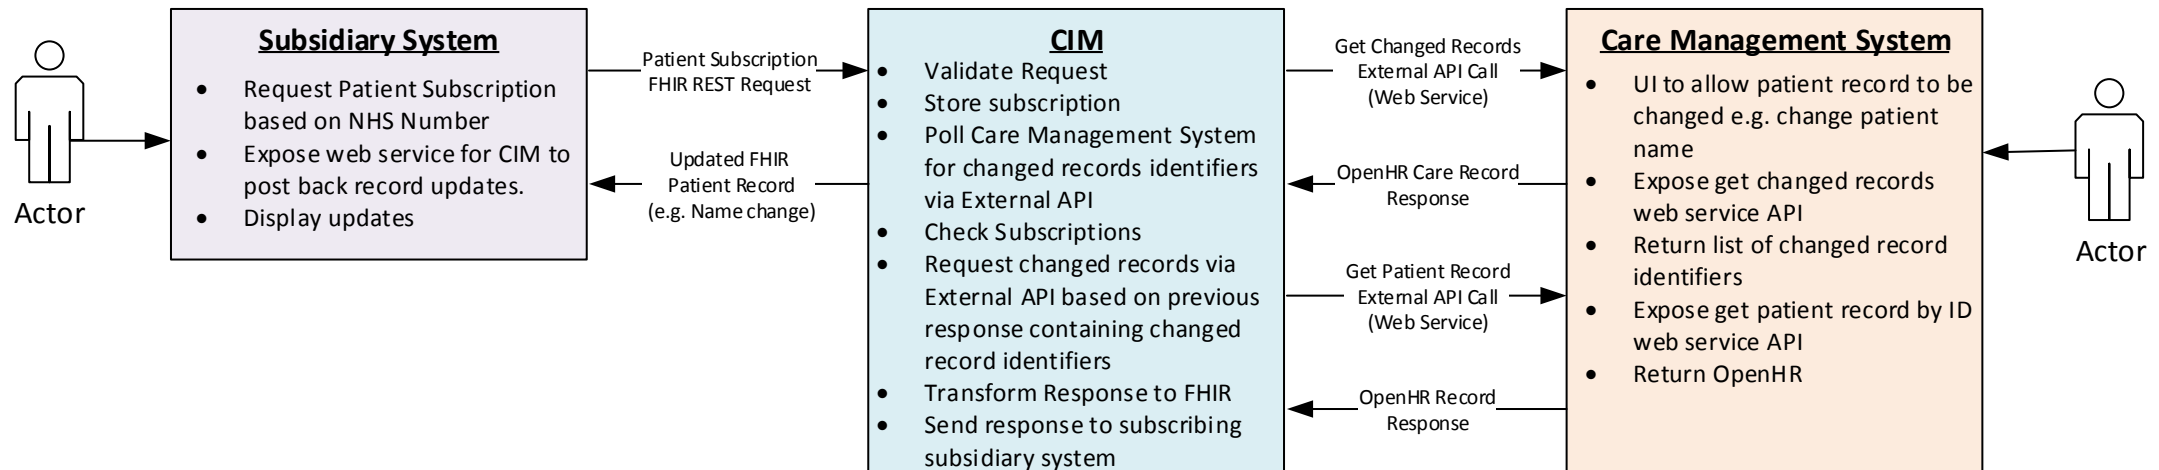 Actor
Subsidiary System
• Request Patient Subscription
based on NHS Number
• Expose web service for CIM to
post back record updates.
• Display updates
Patient Subscription
FHIR REST Request
Updated FHIR
Patient Record
(e.g. Name change)
CIM
• Validate Request
• Store subscription
• Poll Care Management System
for changed records identifiers
via External API
• Check Subscriptions
• Request changed records via
External API based on previous
response containing changed
record identifiers
• Transform Response to FHIR
• Send response to subscribing
subsidiary system
Get Changed Records
External API Call
(Web Service)
OpenHR Care Record
Response
Get Patient Record
External API Call
(Web Service)
OpenHR Record
Response
Care Management System
• UI to allow patient record to be
changed e.g. change patient
name
• Expose get changed records
web service API
• Return list of changed record
identifiers
• Expose get patient record by ID
web service API
• Return OpenHR
Actor